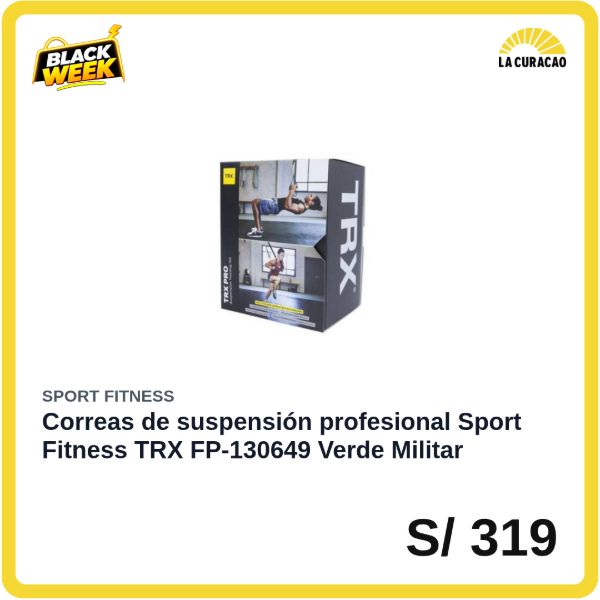 BLACK
WEEK
LA CURACAO
TRX
TRX
TRX PRO
SPORT FITNESS
Correas de suspensión profesional Sport
Fitness TRX FP-130649 Verde Militar
S/ 319